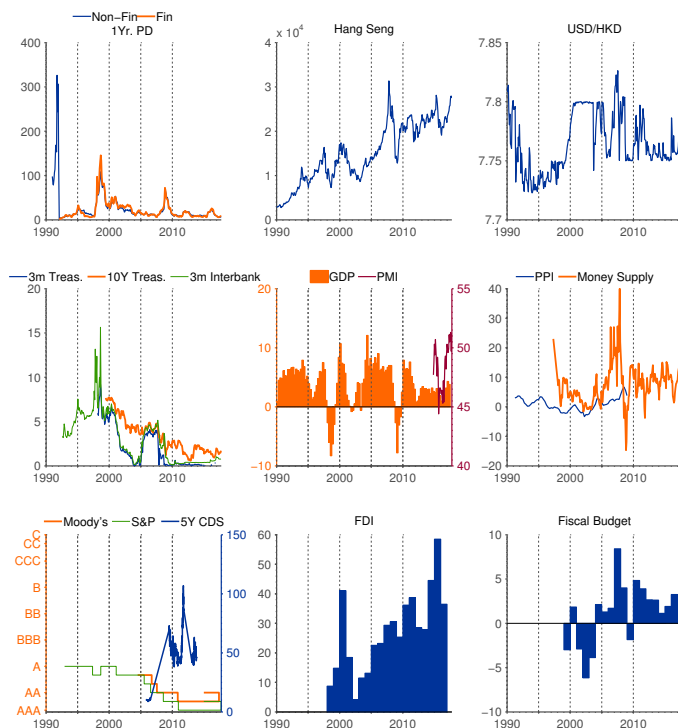 Non−Fin Fin
1Yr. PD
400
300
200
100
0
1990 2000 2010
Hang Seng
x 10^4
4
3
2
1
0
1990 2000 2010
USD/HKD
7.85
7.8
7.75
7.7
1990 2000 2010
3m Treas. 10Y Treas. 3m Interbank
20
15
10
5
0
1990 2000 2010
GDP PMI
20 55
10 50
0 45
−10 40
1990 2000 2010
PPI Money Supply
40
30
20
10
0
−10
−20
1990 2000 2010
Moody's S&P 5Y CDS
C 150
CC
CCC
B 100
BB
BBB
A 50
AA
AAA 0
1990 2000 2010
FDI
60
50
40
30
20
10
0
1990 2000 2010
Fiscal Budget
10
5
0
−5
−10
1990 2000 2010